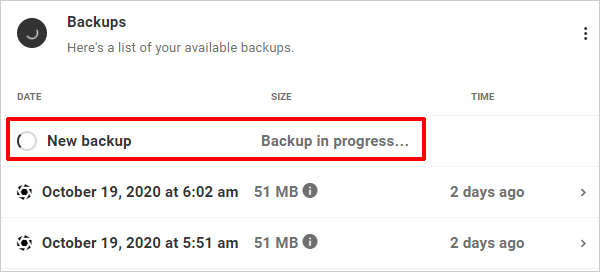 Backups
Here's a list of your available backups.
DATE SIZE TIME
New backup Backup in progress...
October 19, 2020 at 6:02 am 51 MB 2 days ago
October 19, 2020 at 5:51 am 51 MB 2 days ago